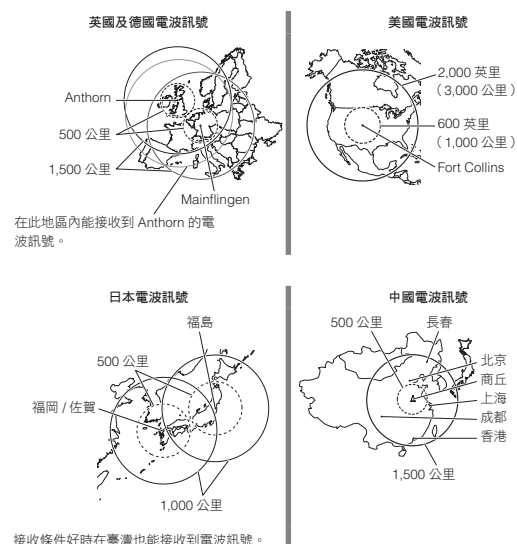 英國及德國電波訊號
Anthorn
500 公里
1,500 公里
Mainflingen
在此地區內能接收到 Anthorn 的電
波訊號。
美國電波訊號
2,000 英里
（3,000 公里）
600 英里
（1,000 公里）
Fort Collins
日本電波訊號
福島
500 公里
福岡 / 佐賀
1,000 公里
接收條件好時在臺灣也能接收到電波訊號。
中國電波訊號
500 公里
長春
北京
商丘
上海
成都
香港
1,500 公里